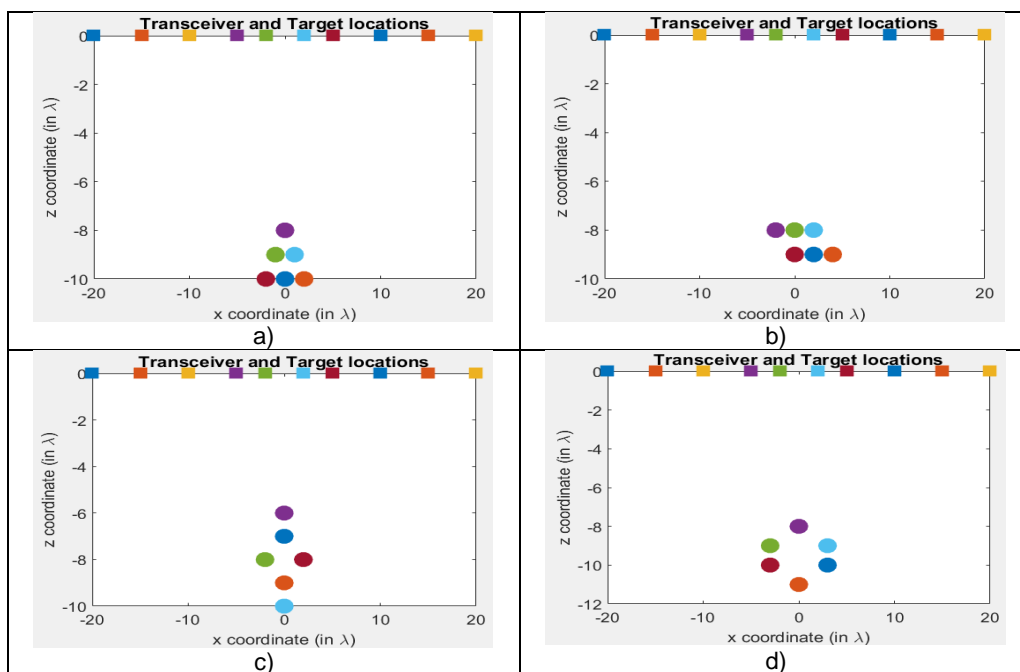 Transceiver and Target locations
0
-2
-4
-6
-8
-10
-20
-10
0
10
20
z coordinate (in λ)
x coordinate (in λ)
a)
Transceiver and Target locations
0
-2
-4
-6
-8
-10
-20
-10
0
10
20
z coordinate (in λ)
x coordinate (in λ)
b)
Transceiver and Target locations
0
-2
-4
-6
-8
-10
-20
-10
0
10
20
z coordinate (in λ)
x coordinate (in λ)
c)
Transceiver and Target locations
0
-2
-4
-6
-8
-10
-12
-20
-10
0
10
20
z coordinate (in λ)
x coordinate (in λ)
d)